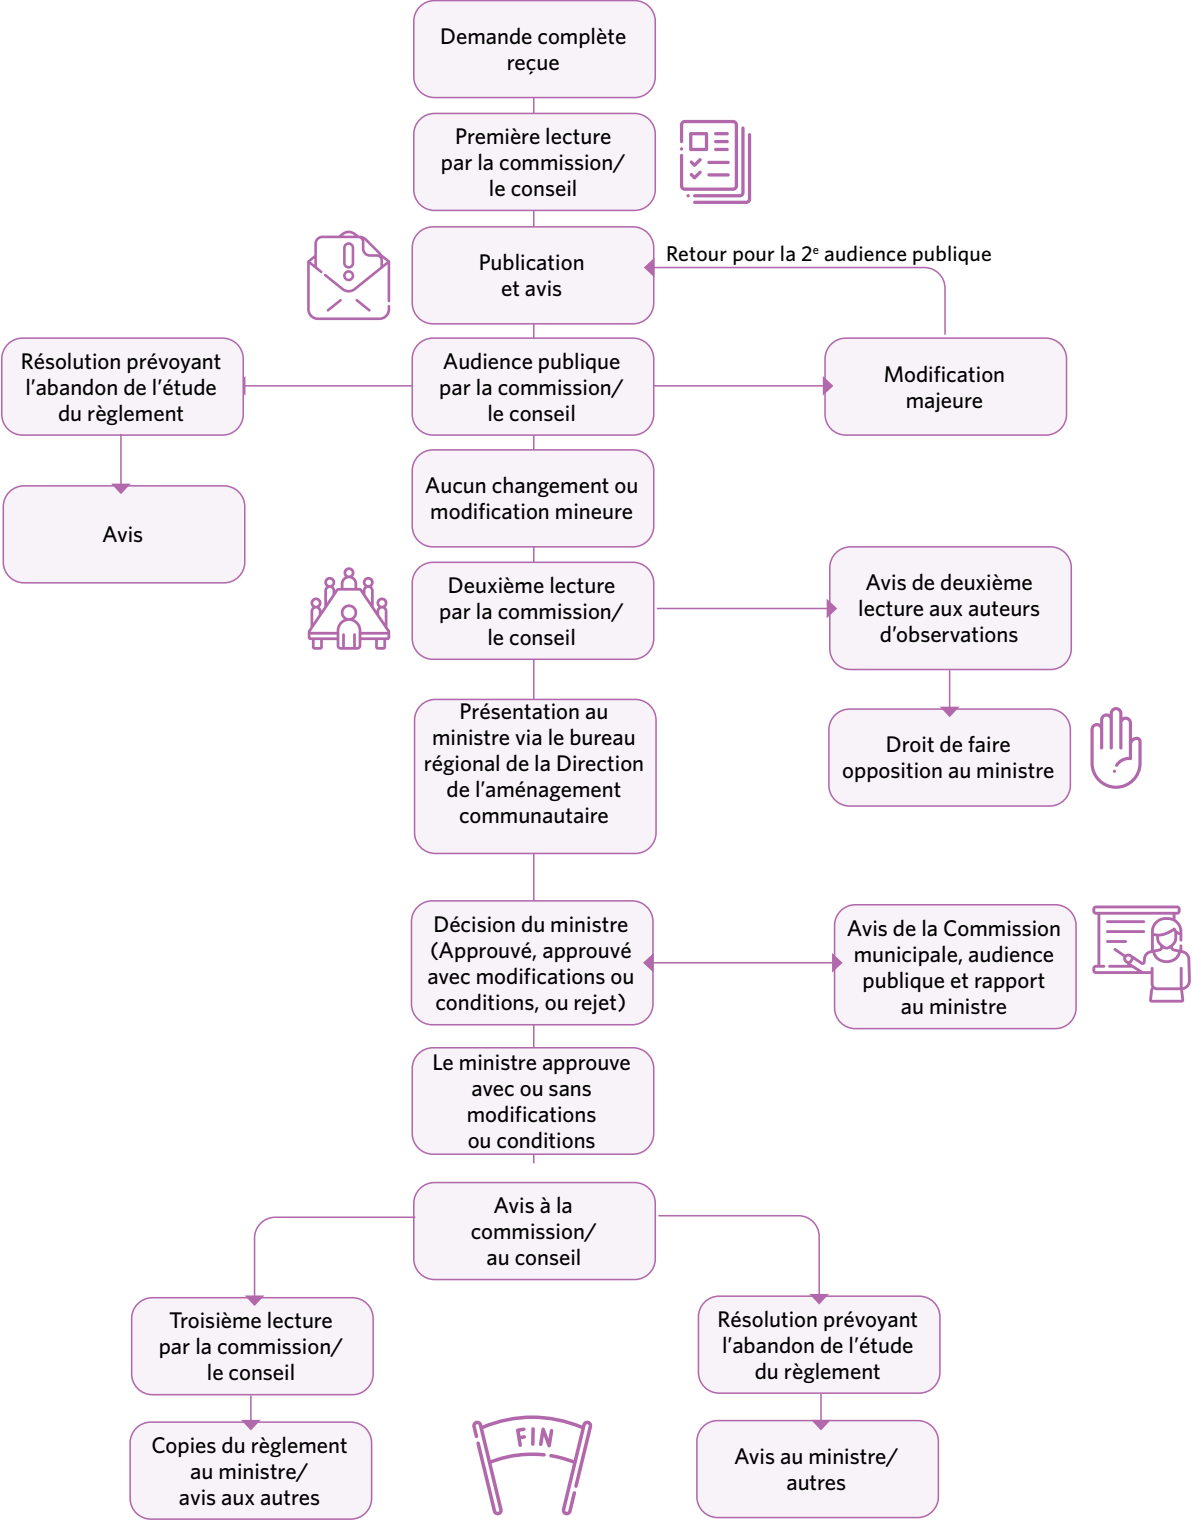 Demande complète
reçue
Première lecture
par la commission/
le conseil
Publication
et avis
Retour pour la 2e audience publique
Résolution prévoyant
l'abandon de l'étude
du règlement
Audience publique
par la commission/
le conseil
Modification
majeure
Avis
Aucun changement ou
modification mineure
Deuxième lecture
par la commission/
le conseil
Avis de deuxième
lecture aux auteurs
d'observations
Présentation au
ministre via le bureau
régional de la Direction
de l'aménagement
communautaire
Droit de faire
opposition au ministre
Décision du ministre
(Approuvé, approuvé
avec modifications ou
conditions, ou rejet)
Avis de la Commission
municipale, audience
publique et rapport
au ministre
Le ministre approuve
avec ou sans
modifications
ou conditions
Avis à la
commission/
au conseil
Troisième lecture
par la commission/
le conseil
Résolution prévoyant
l'abandon de l'étude
du règlement
Copies du règlement
au ministre/
avis aux autres
FIN
Avis au ministre/
autres